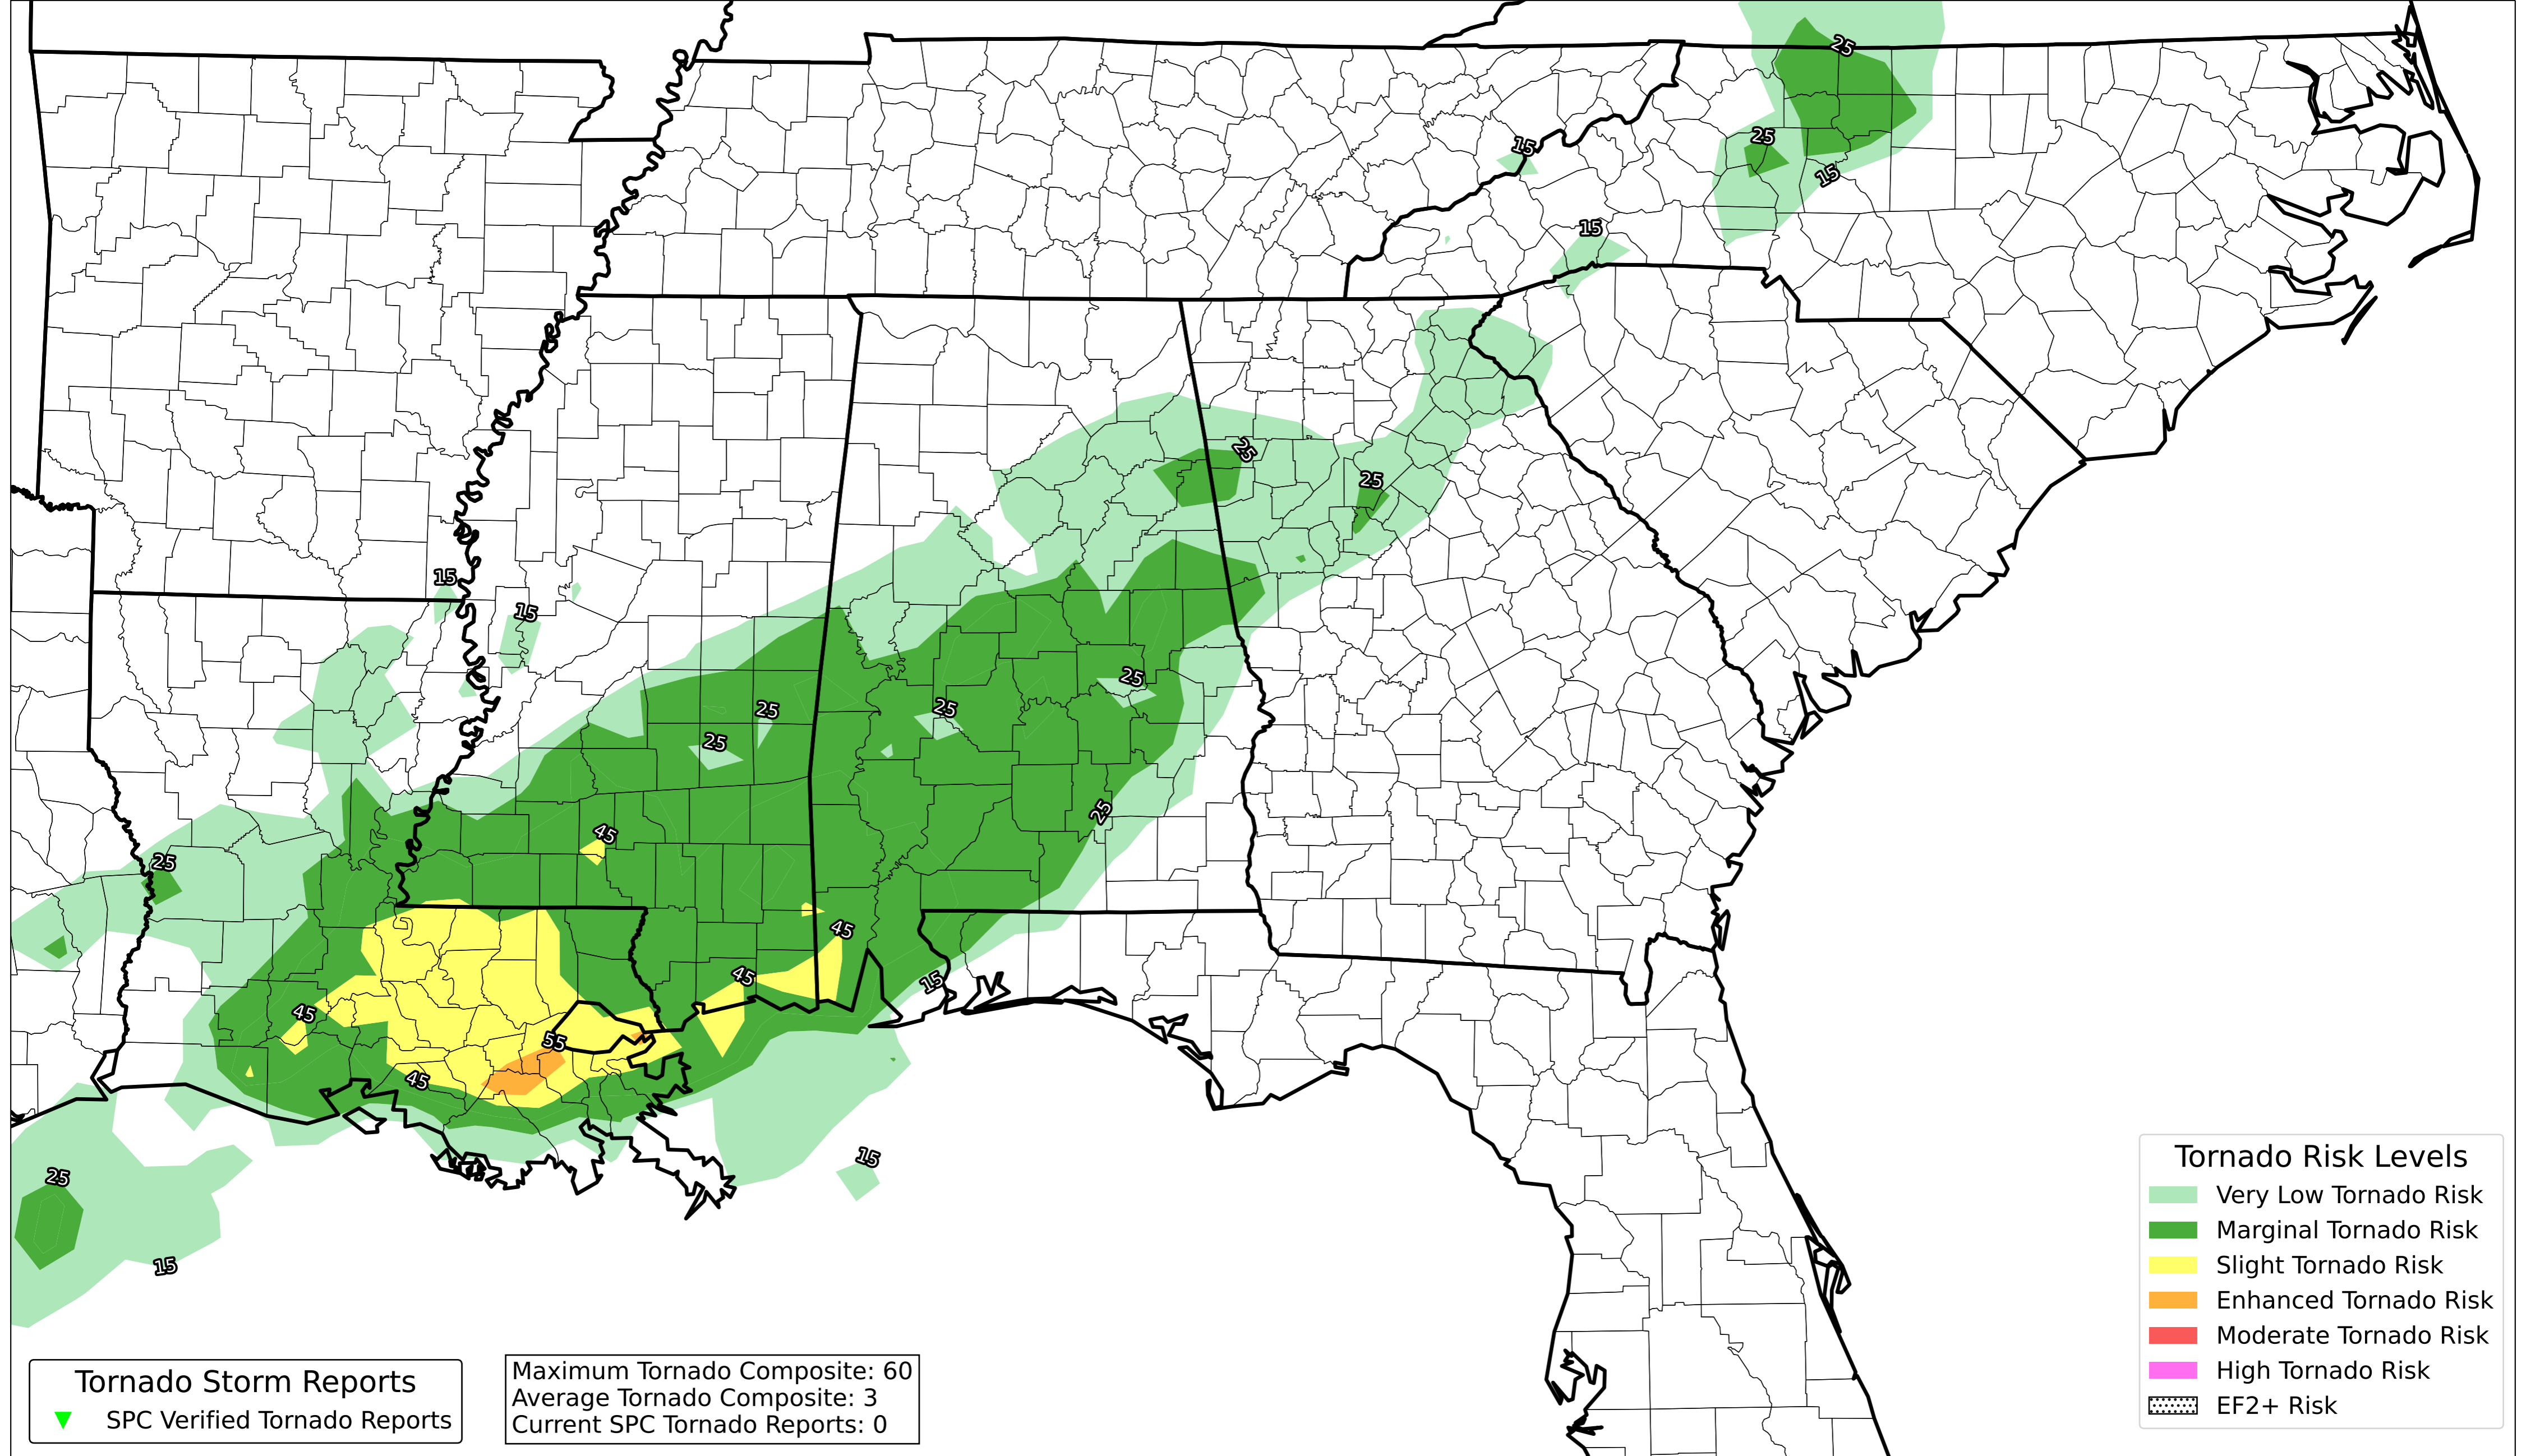 25
25
15
15
15
25
25
15
15
25
25
25
25
25
45
25
45
45
15
45
55
45
15
25
15
Tornado Risk Levels
Very Low Tornado Risk
Marginal Tornado Risk
Slight Tornado Risk
Enhanced Tornado Risk
Moderate Tornado Risk
High Tornado Risk
EF2+ Risk
Tornado Storm Reports
SPC Verified Tornado Reports
Maximum Tornado Composite: 60
Average Tornado Composite: 3
Current SPC Tornado Reports: 0